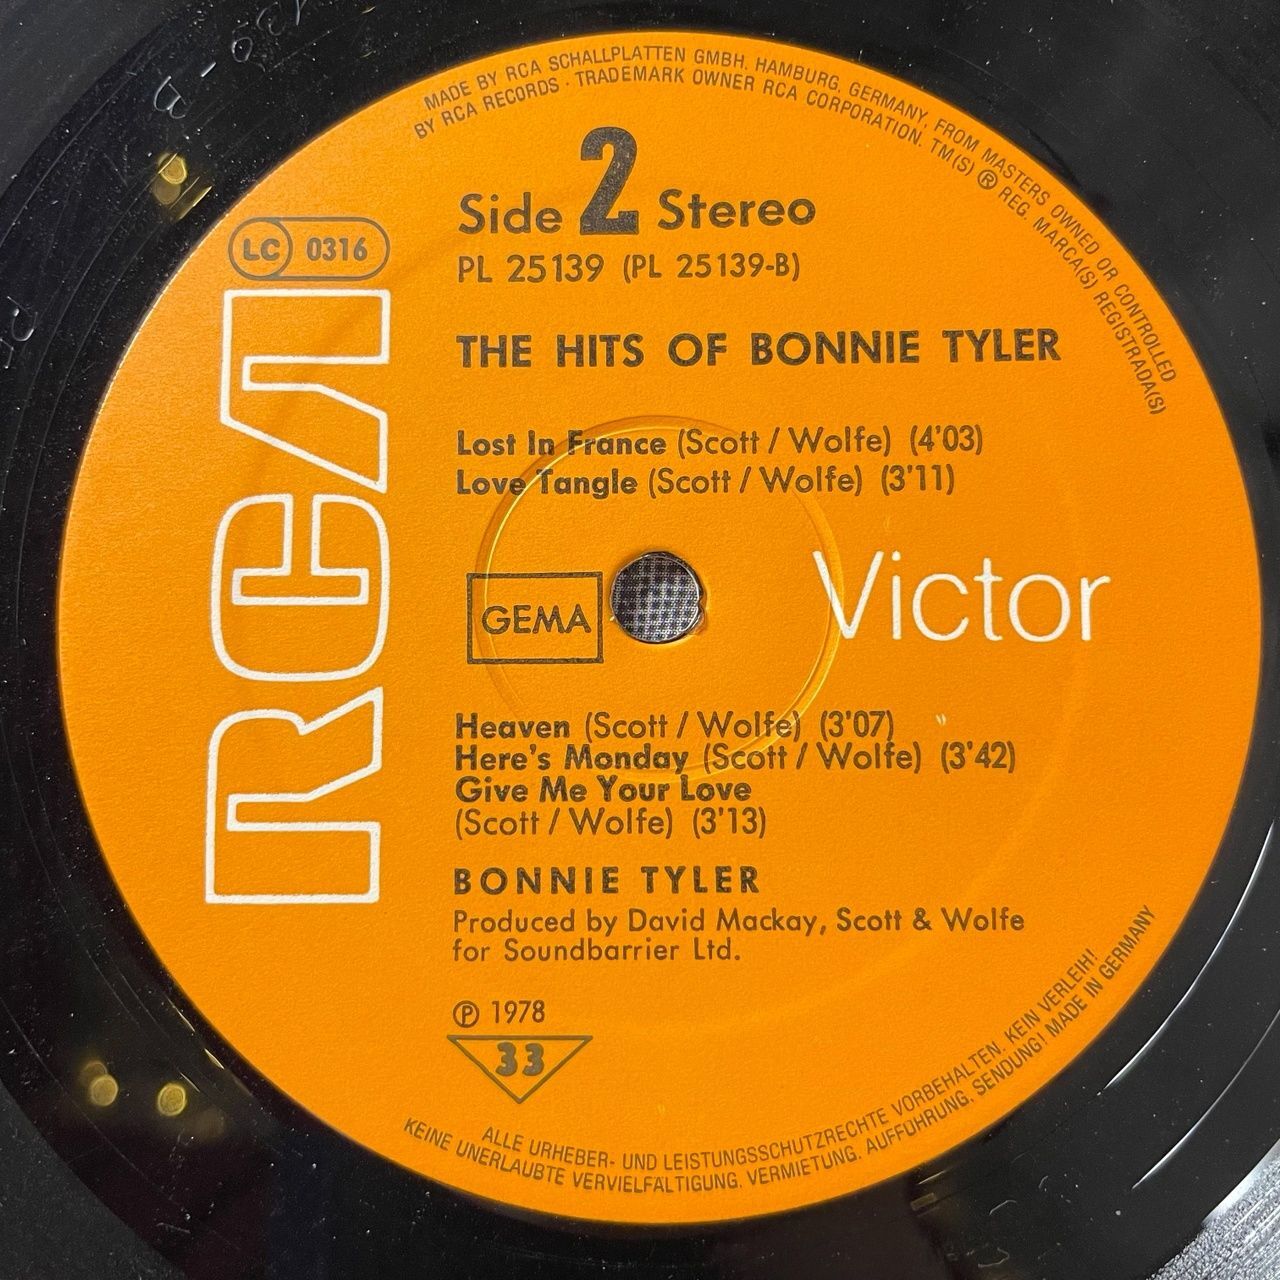 MADE BY RCA SCHALLPLATTEN GMBH, HAMBURG, GERMANY, FROM MASTERS OWNED OR CONTROLLED
BY RCA RECORDS · TRADEMARK OWNER RCA CORPORATION. TM(S) ® REG. MARCA(S) REGISTRADA(S)
Side 2 Stereo
LC 0316
PL 25139 (PL 25139-B)
THE HITS OF BONNIE TYLER
RCA
Lost In France (Scott / Wolfe) (4'03)
Love Tangle (Scott / Wolfe) (3'11)
Victor
GEMA
Heaven (Scott / Wolfe) (3'07)
Here's Monday (Scott / Wolfe) (3'42)
Give Me Your Love
(Scott / Wolfe) (3'13)
BONNIE TYLER
Produced by David Mackay, Scott & Wolfe
for Soundbarrier Ltd.
℗ 1978
33
ALLE URHEBER- UND LEISTUNGSSCHUTZRECHTE VORBEHALTEN. KEIN VERLEIH!
KEINE UNERLAUBTE VERVIELFÄLTIGUNG, VERMIETUNG, AUFFÜHRUNG, SENDUNG! MADE IN GERMANY